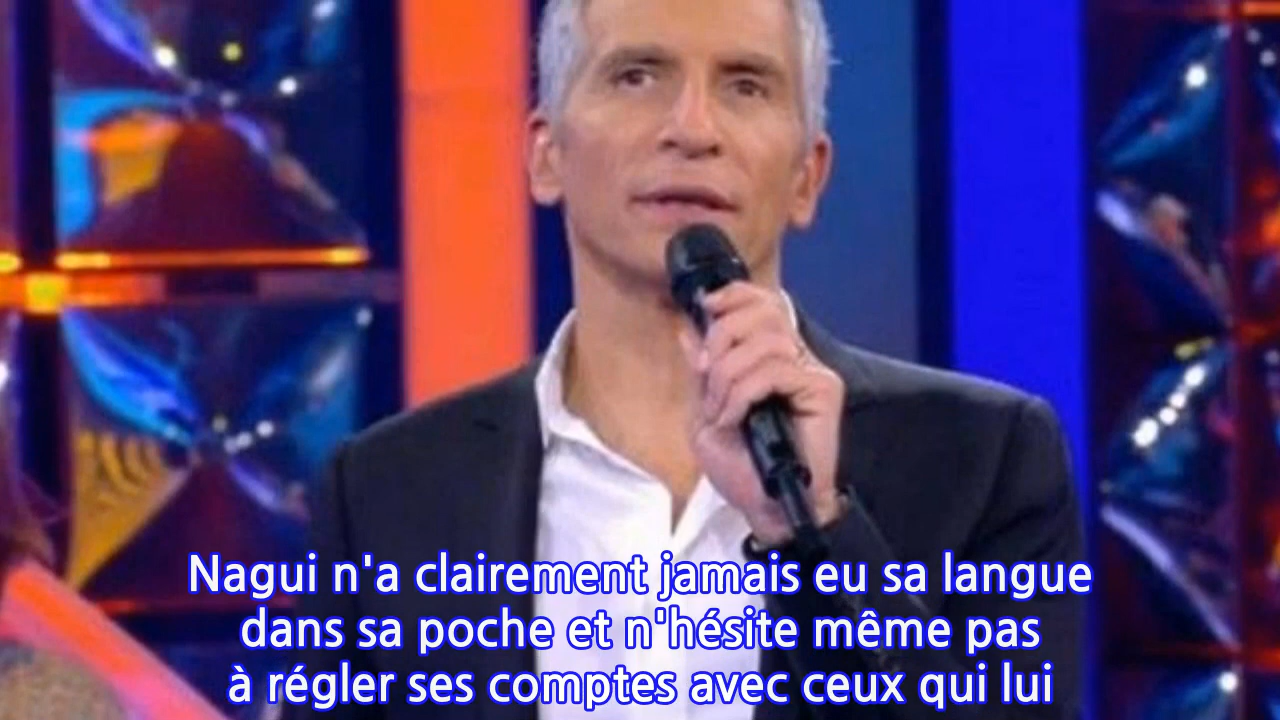 Nagui n'a clairement jamais eu sa langue
dans sa poche et n'hésite même pas
à régler ses comptes avec ceux qui lui